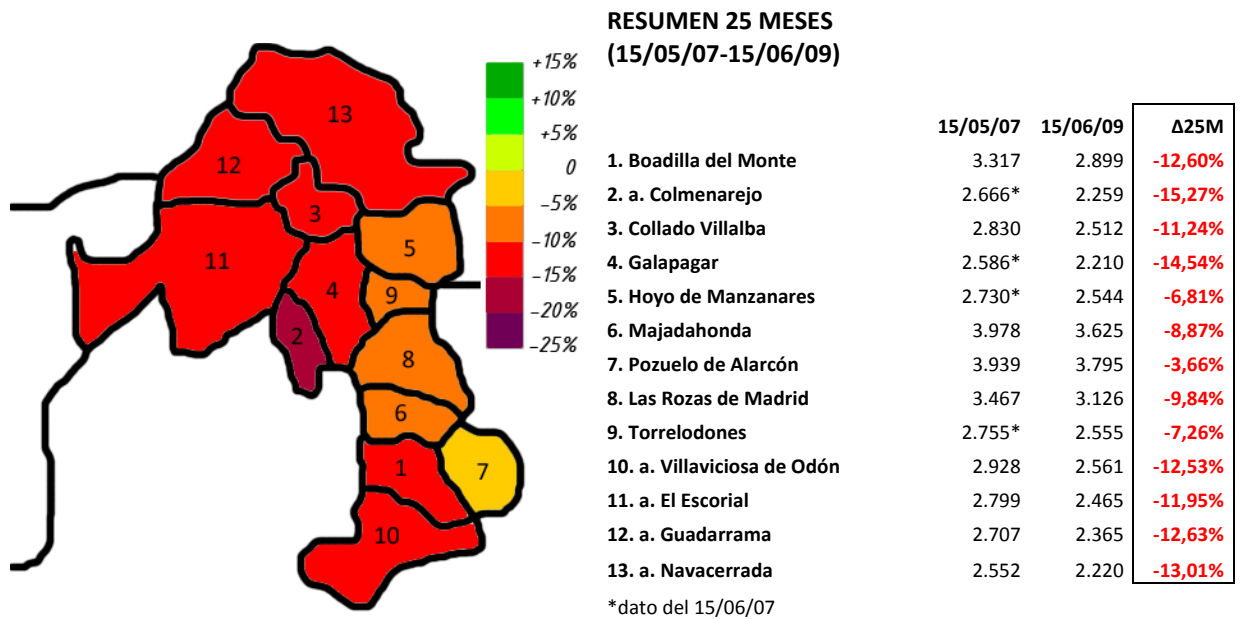 RESUMEN 25 MESES
(15/05/07-15/06/09)
+15%
+10%
+5%
0
−5%
−10%
−15%
−20%
−25%
13
12
3
5
11
4
9
2
8
6
1
7
10
15/05/07 15/06/09 Δ25M
1. Boadilla del Monte 3.317 2.899 -12,60%
2. a. Colmenarejo 2.666* 2.259 -15,27%
3. Collado Villalba 2.830 2.512 -11,24%
4. Galapagar 2.586* 2.210 -14,54%
5. Hoyo de Manzanares 2.730* 2.544 -6,81%
6. Majadahonda 3.978 3.625 -8,87%
7. Pozuelo de Alarcón 3.939 3.795 -3,66%
8. Las Rozas de Madrid 3.467 3.126 -9,84%
9. Torrelodones 2.755* 2.555 -7,26%
10. a. Villaviciosa de Odón 2.928 2.561 -12,53%
11. a. El Escorial 2.799 2.465 -11,95%
12. a. Guadarrama 2.707 2.365 -12,63%
13. a. Navacerrada 2.552 2.220 -13,01%
*dato del 15/06/07